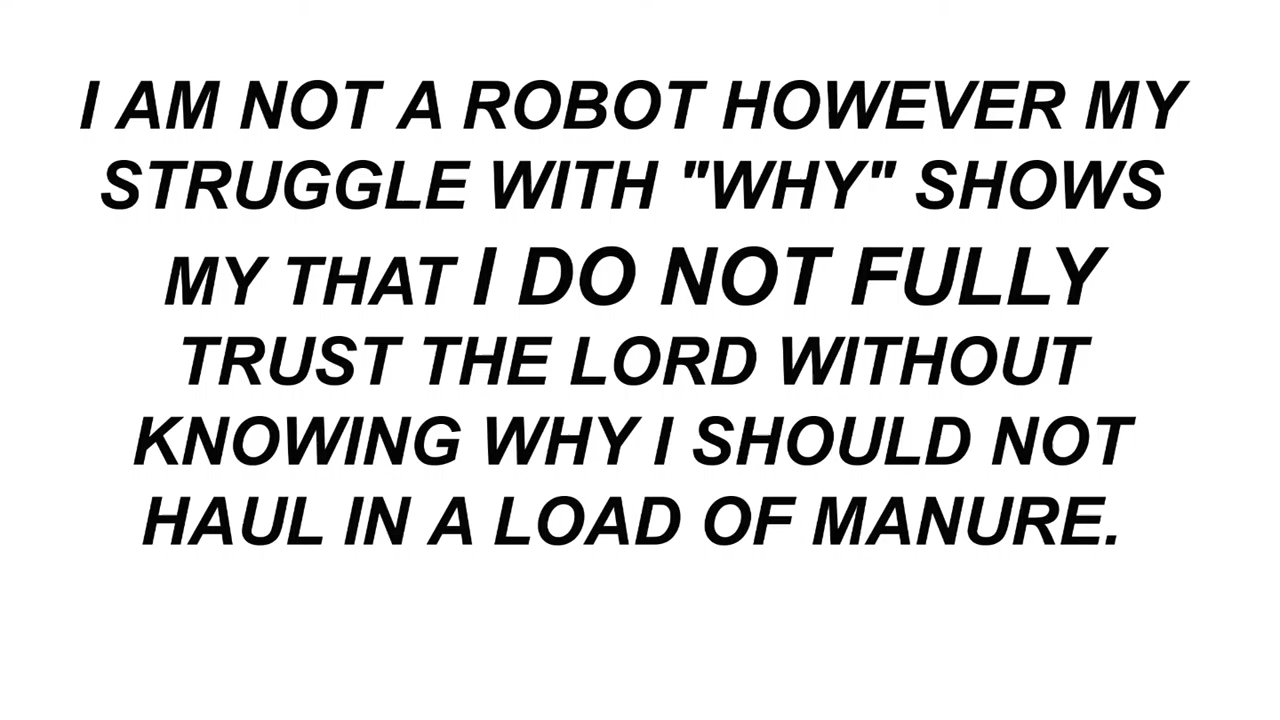 I AM NOT A ROBOT HOWEVER MY
STRUGGLE WITH "WHY" SHOWS
MY THAT I DO NOT FULLY
TRUST THE LORD WITHOUT
KNOWING WHY I SHOULD NOT
HAUL IN A LOAD OF MANURE.